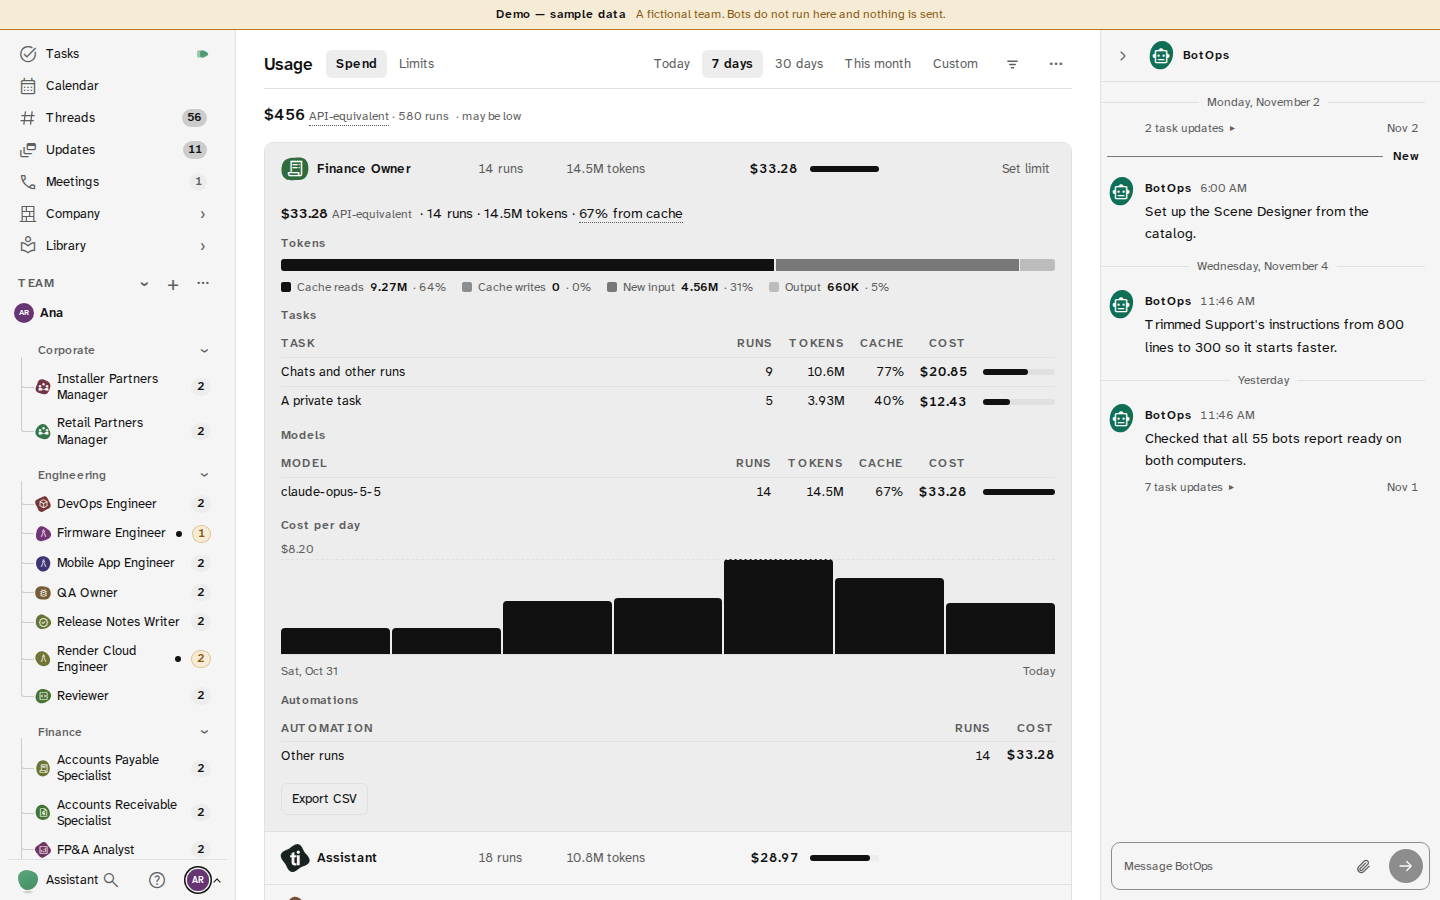 Demo — sample data A fictional team. Bots do not run here and nothing is sent.
Tasks
Calendar
Threads 56
Updates 11
Meetings 1
Company
Library
TEAM
AR Ana
Corporate
Installer Partners
Manager 2
Retail Partners
Manager 2
Engineering
DevOps Engineer 2
Firmware Engineer 1
Mobile App Engineer 2
QA Owner 2
Release Notes Writer 2
Render Cloud
Engineer 2
Reviewer 2
Finance
Accounts Payable
Specialist 2
Accounts Receivable
Specialist 2
FP&A Analyst 2
Assistant AR
Usage Spend Limits Today 7 days 30 days This month Custom
$456 API-equivalent · 580 runs · may be low
Finance Owner 14 runs 14.5M tokens $33.28 Set limit
$33.28 API-equivalent · 14 runs · 14.5M tokens · 67% from cache
Tokens
Cache reads 9.27M · 64% Cache writes 0 · 0% New input 4.56M · 31% Output 660K · 5%
Tasks
TASK RUNS TOKENS CACHE COST
Chats and other runs 9 10.6M 77% $20.85
A private task 5 3.93M 40% $12.43
Models
MODEL RUNS TOKENS CACHE COST
claude-opus-5-5 14 14.5M 67% $33.28
Cost per day
$8.20
Sat, Oct 31 Today
Automations
AUTOMATION RUNS COST
Other runs 14 $33.28
Export CSV
ti Assistant 18 runs 10.8M tokens $28.97
BotOps
Monday, November 2
2 task updates ▸ Nov 2
New
BotOps 6:00 AM
Set up the Scene Designer from the
catalog.
Wednesday, November 4
BotOps 11:46 AM
Trimmed Support's instructions from 800
lines to 300 so it starts faster.
Yesterday
BotOps 11:46 AM
Checked that all 55 bots report ready on
both computers.
7 task updates ▸ Nov 1
Message BotOps